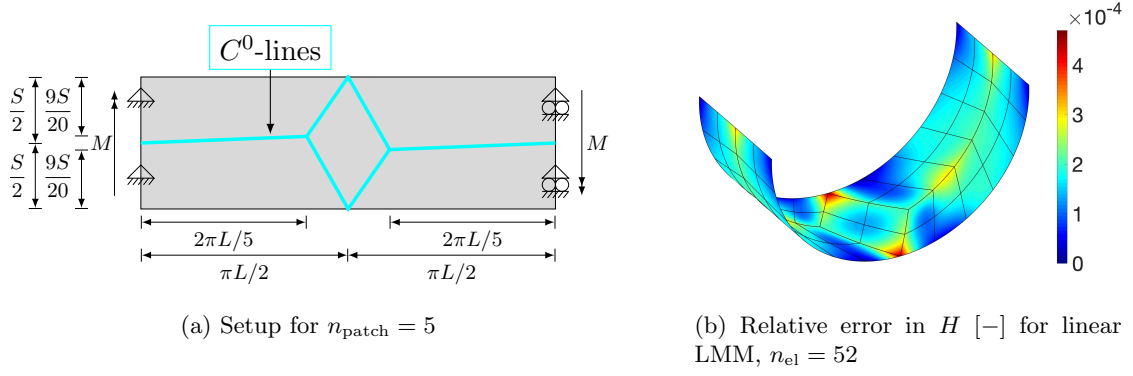 C⁰-lines
S/2
9S/20
M
S/2
9S/20
M
2πL/5
2πL/5
πL/2
πL/2
(a) Setup for n_patch = 5
×10⁻⁴
4
3
2
1
0
(b) Relative error in H [−] for linear
LMM, n_el = 52